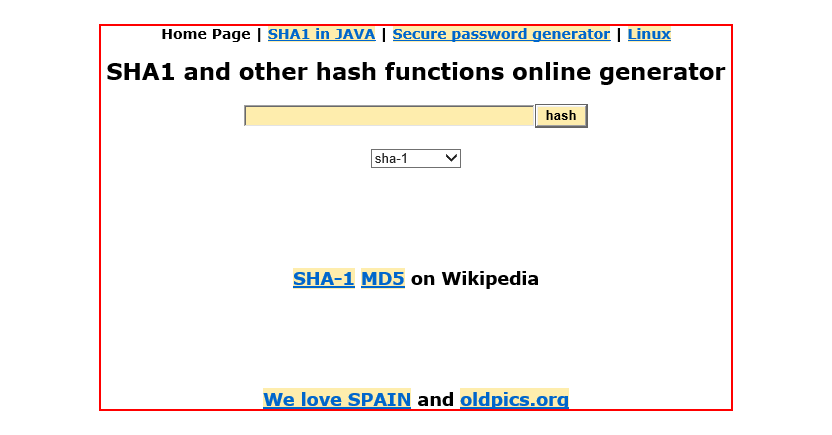 Home Page | SHA1 in JAVA | Secure password generator | Linux
SHA1 and other hash functions online generator
hash
sha-1
SHA-1 MD5 on Wikipedia
We love SPAIN and oldpics.org